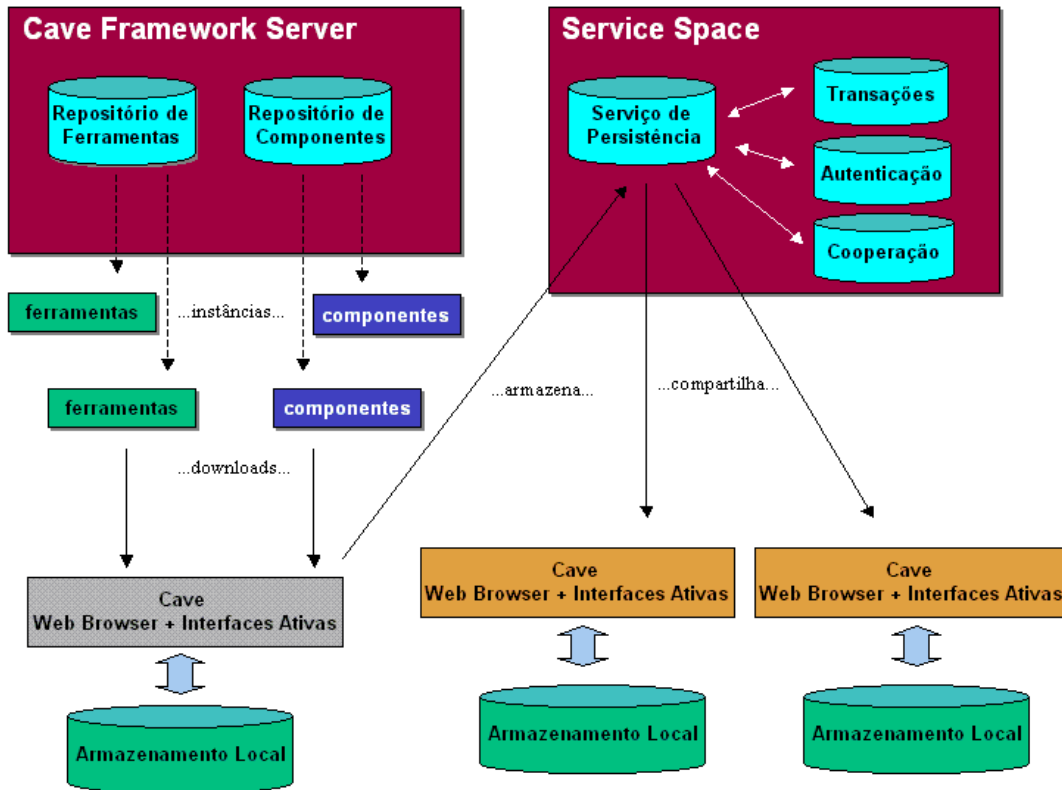 Cave Framework Server
Repositório de
Ferramentas
Repositório de
Componentes
Service Space
Serviço de
Persistência
Transações
Autenticação
Cooperação
ferramentas
...instâncias...
componentes
ferramentas
componentes
...armazena...
...compartilha...
...downloads...
Cave
Web Browser + Interfaces Ativas
Armazenamento Local
Cave
Web Browser + Interfaces Ativas
Armazenamento Local
Cave
Web Browser + Interfaces Ativas
Armazenamento Local